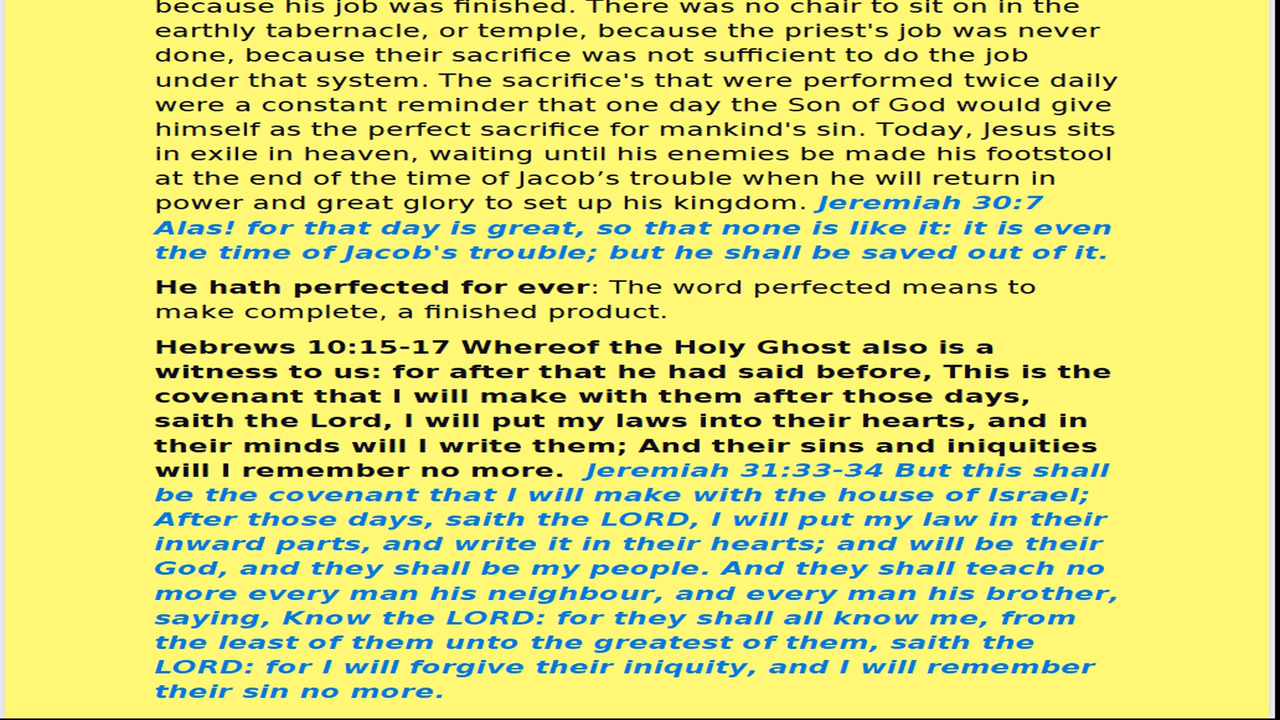 because his job was finished. There was no chair to sit on in the
earthly tabernacle, or temple, because the priest's job was never
done, because their sacrifice was not sufficient to do the job
under that system. The sacrifice's that were performed twice daily
were a constant reminder that one day the Son of God would give
himself as the perfect sacrifice for mankind's sin. Today, Jesus sits
in exile in heaven, waiting until his enemies be made his footstool
at the end of the time of Jacob’s trouble when he will return in
power and great glory to set up his kingdom. Jeremiah 30:7
Alas! for that day is great, so that none is like it: it is even
the time of Jacob's trouble; but he shall be saved out of it.
He hath perfected for ever: The word perfected means to
make complete, a finished product.
Hebrews 10:15-17 Whereof the Holy Ghost also is a
witness to us: for after that he had said before, This is the
covenant that I will make with them after those days,
saith the Lord, I will put my laws into their hearts, and in
their minds will I write them; And their sins and iniquities
will I remember no more. Jeremiah 31:33-34 But this shall
be the covenant that I will make with the house of Israel;
After those days, saith the LORD, I will put my law in their
inward parts, and write it in their hearts; and will be their
God, and they shall be my people. And they shall teach no
more every man his neighbour, and every man his brother,
saying, Know the LORD: for they shall all know me, from
the least of them unto the greatest of them, saith the
LORD: for I will forgive their iniquity, and I will remember
their sin no more.